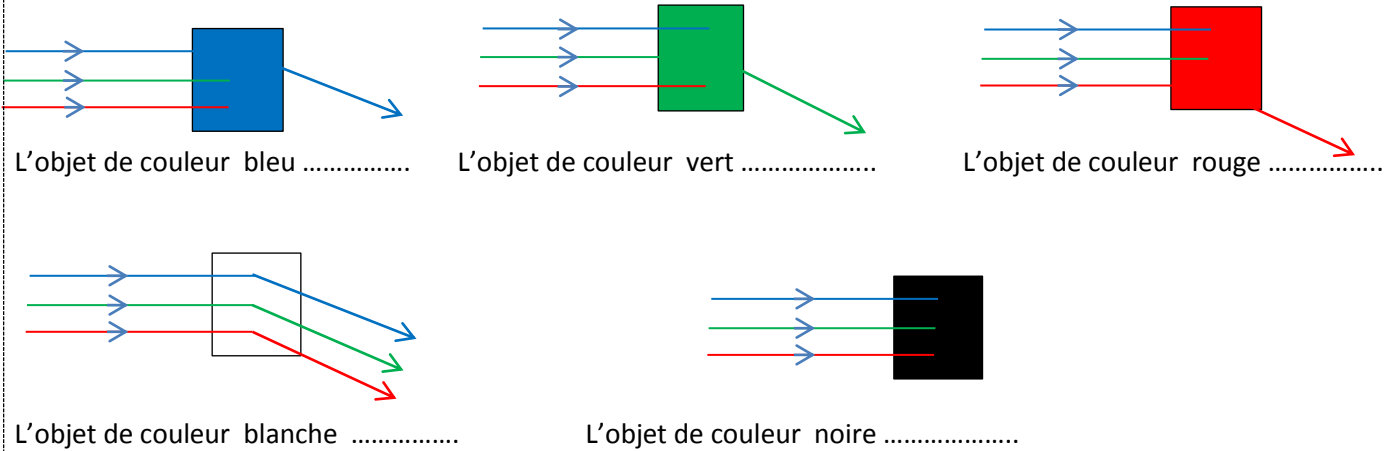 L’objet de couleur bleu ................
L’objet de couleur vert ...................
L’objet de couleur rouge ................
L’objet de couleur blanche ................
L’objet de couleur noire ...................